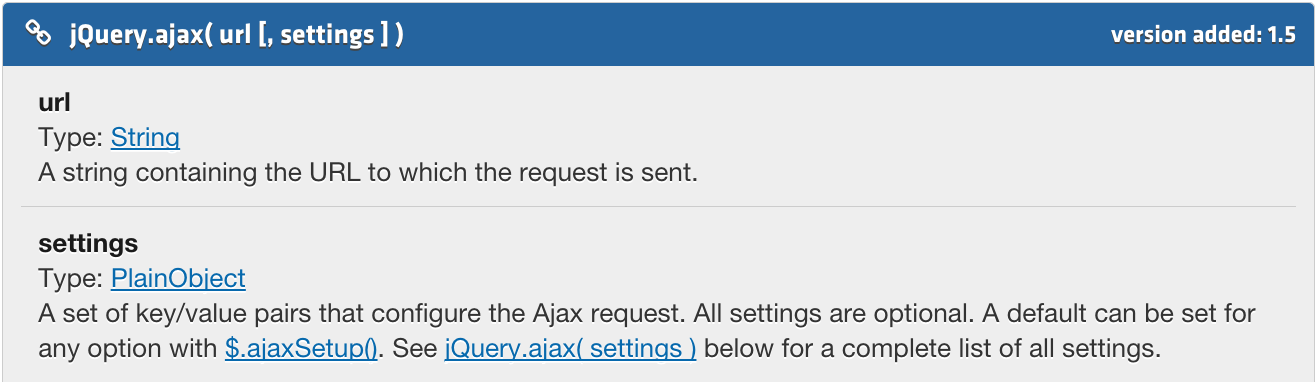 jQuery.ajax( url [, settings ] )
version added: 1.5
url
Type: String
A string containing the URL to which the request is sent.
settings
Type: PlainObject
A set of key/value pairs that configure the Ajax request. All settings are optional. A default can be set for
any option with $.ajaxSetup(). See jQuery.ajax( settings ) below for a complete list of all settings.